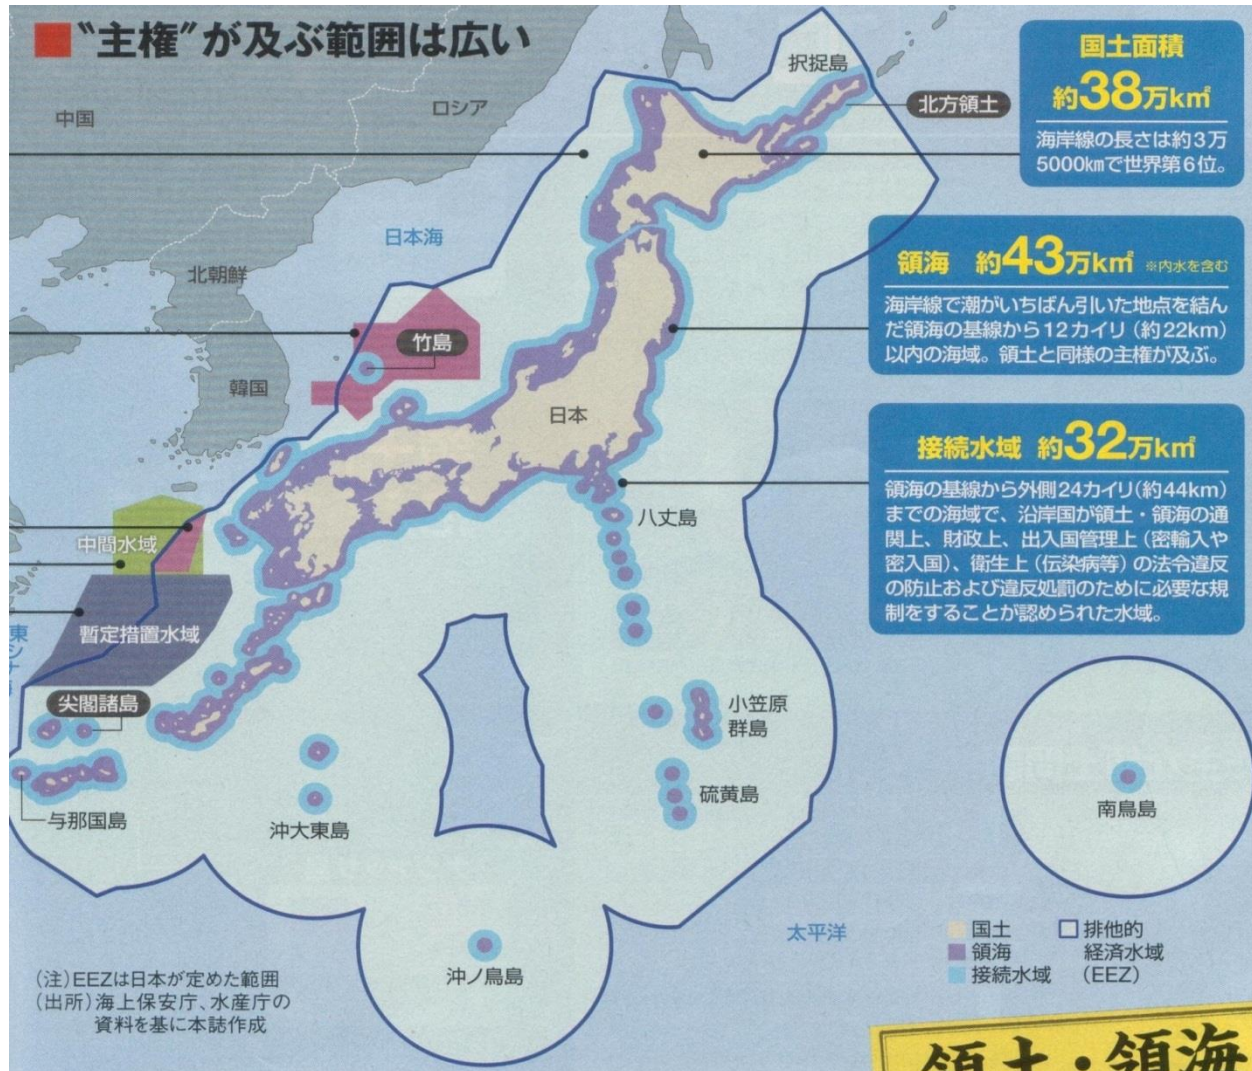 ■“主権”が及ぶ範囲は広い
中国
ロシア
択捉島
北方領土
国土面積
約38万km²
海岸線の長さは約3万
5000kmで世界第6位。
日本海
北朝鮮
領海 約43万km² ※内水を含む
海岸線で潮がいちばん引いた地点を結ん
だ領海の基線から12カイリ(約22km)
以内の海域。領土と同様の主権が及ぶ。
竹島
韓国
日本
接続水域 約32万km²
領海の基線から外側24カイリ(約44km)
までの海域で、沿岸国が領土・領海の通
関上、財政上、出入国管理上(密輸入や
密入国)、衛生上(伝染病等)の法令違反
の防止および違反処罰のために必要な規
制をすることが認められた水域。
八丈島
中間水域
暫定措置水域
東シナ
尖閣諸島
小笠原
群島
与那国島
沖大東島
硫黄島
南鳥島
太平洋
沖ノ鳥島
国土
領海
接続水域
排他的
経済水域
(EEZ)
(注)EEZは日本が定めた範囲
(出所)海上保安庁、水産庁の
資料を基に本誌作成
領土・領海